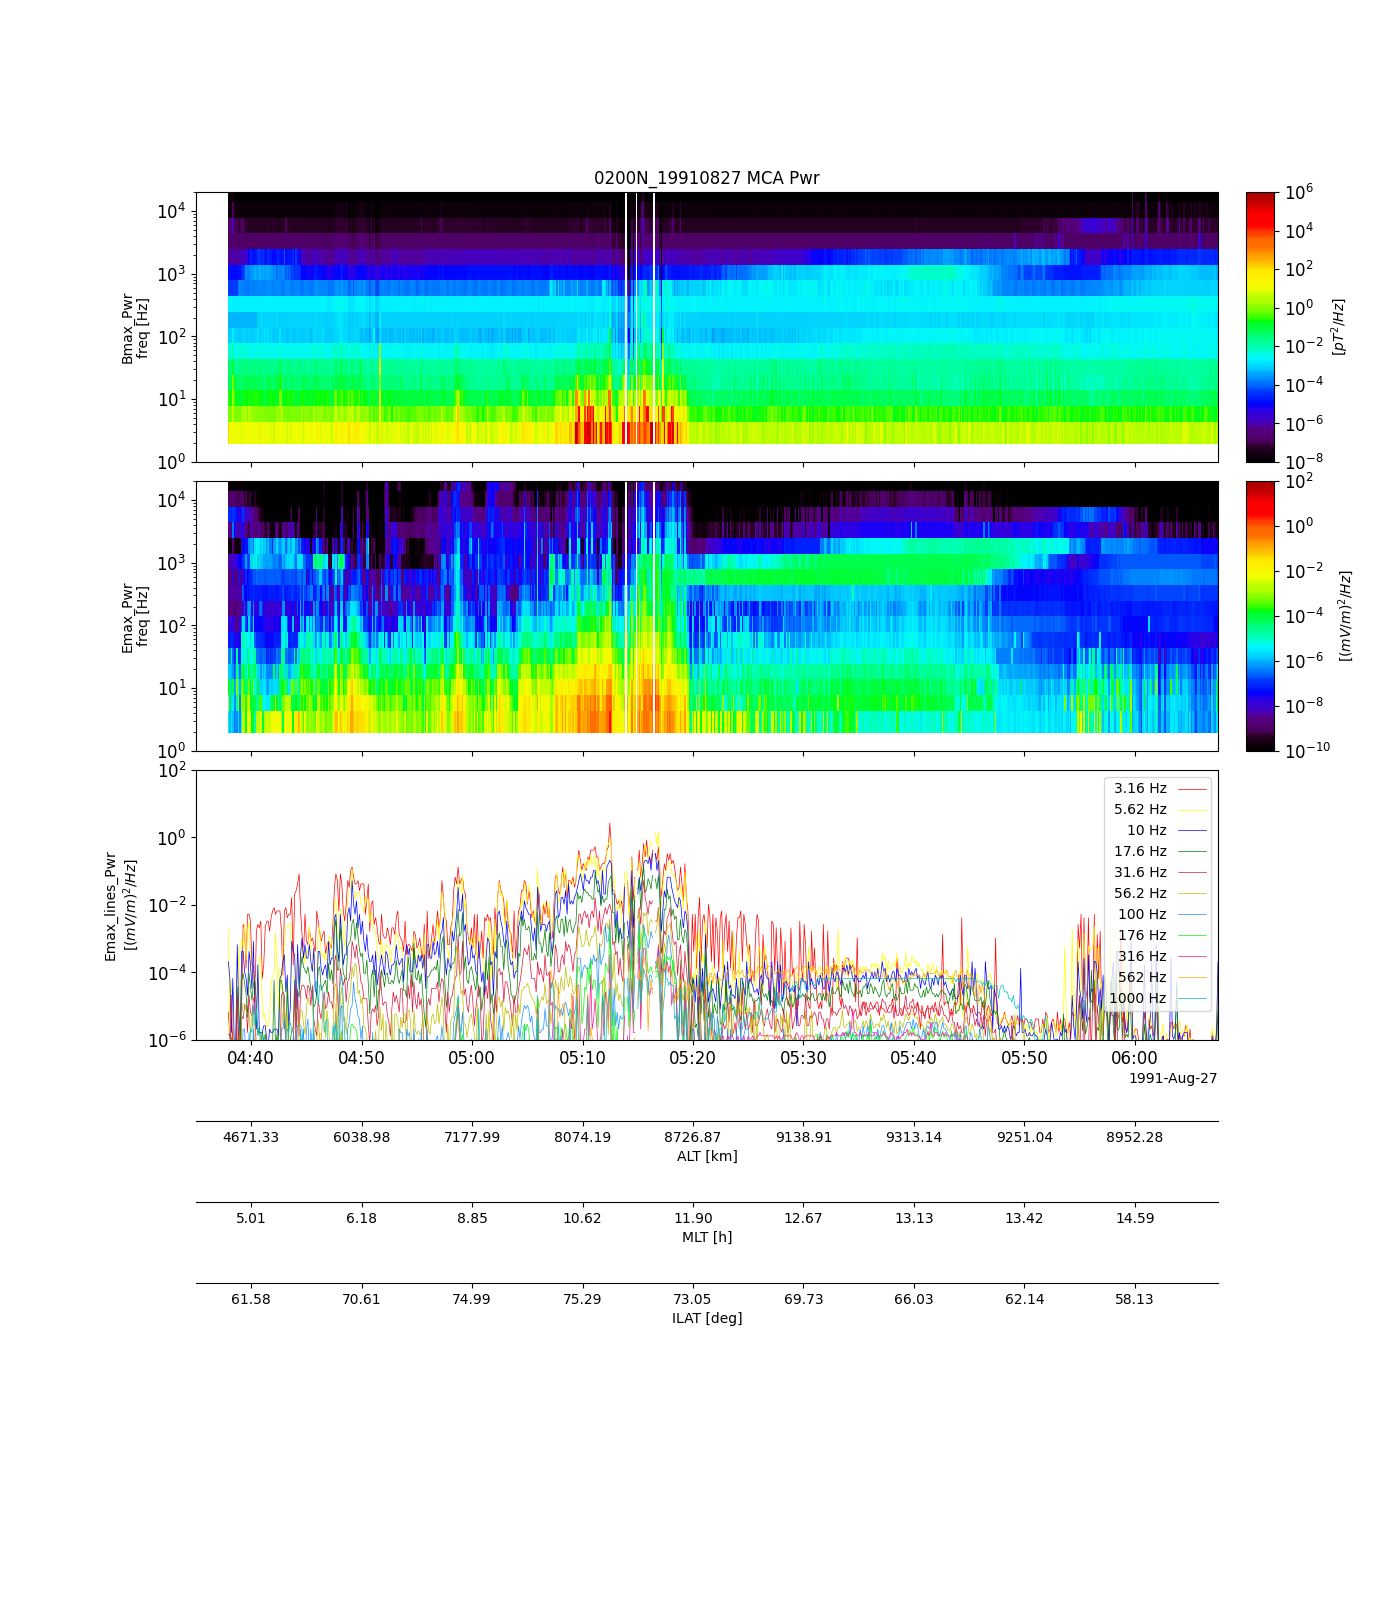 0200N_19910827 MCA Pwr
10^4
10^3
10^2
10^1
10^0
Bmax_Pwr
freq [Hz]
10^6
10^4
10^2
10^0
10^-2
10^-4
10^-6
10^-8
[pT^2/Hz]
10^4
10^3
10^2
10^1
10^0
Emax_Pwr
freq [Hz]
10^2
10^0
10^-2
10^-4
10^-6
10^-8
10^-10
[(mV/m)^2/Hz]
10^2
10^0
10^-2
10^-4
10^-6
Emax_lines_Pwr
[(mV/m)^2/Hz]
3.16 Hz
5.62 Hz
10 Hz
17.6 Hz
31.6 Hz
56.2 Hz
100 Hz
176 Hz
316 Hz
562 Hz
1000 Hz
04:40 04:50 05:00 05:10 05:20 05:30 05:40 05:50 06:00
1991-Aug-27
4671.33 6038.98 7177.99 8074.19 8726.87 9138.91 9313.14 9251.04 8952.28
ALT [km]
5.01 6.18 8.85 10.62 11.90 12.67 13.13 13.42 14.59
MLT [h]
61.58 70.61 74.99 75.29 73.05 69.73 66.03 62.14 58.13
ILAT [deg]